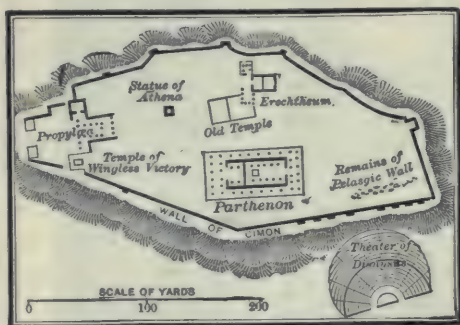 Statue of
Athena
Erechtheum
Old Temple
Propylæa
Temple of
Wingless Victory
Remains of
Pelasgic Wall
Parthenon
WALL OF CIMON
Theater of
Dionysus
SCALE OF YARDS
0 100 200